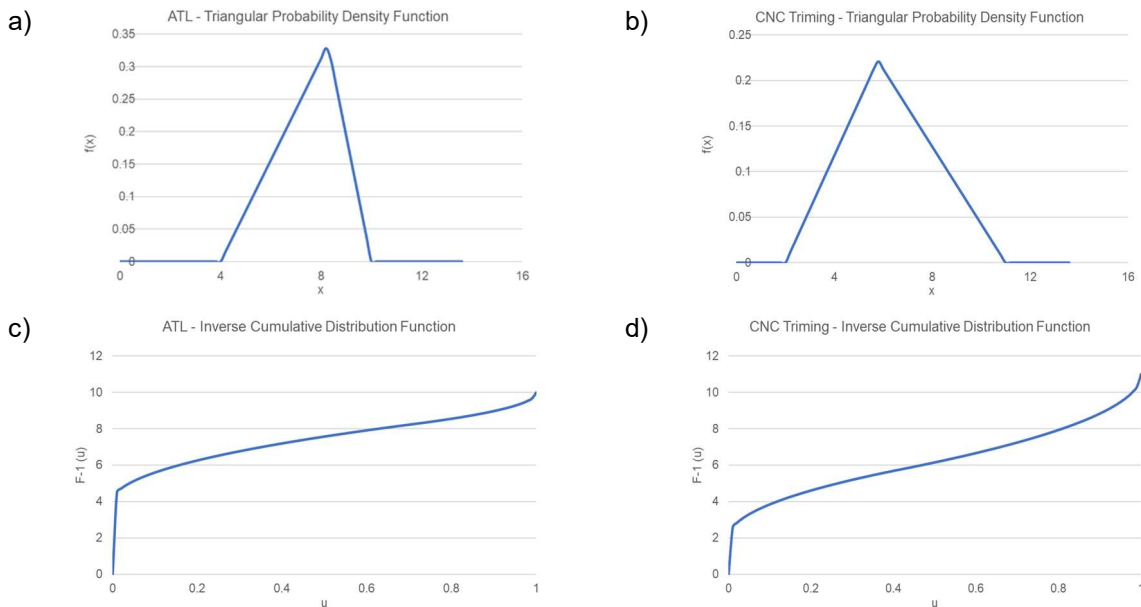 a)
ATL - Triangular Probability Density Function
0.35
0.3
0.25
0.2
0.15
0.1
0.05
0
f(x)
0 4 8 12 16
x
b)
CNC Triming - Triangular Probability Density Function
0.25
0.2
0.15
0.1
0.05
0
f(x)
0 4 8 12 16
x
c)
ATL - Inverse Cumulative Distribution Function
12
10
8
6
4
2
0
F-1 (u)
0 0.2 0.4 0.6 0.8 1
u
d)
CNC Triming - Inverse Cumulative Distribution Function
12
10
8
6
4
2
0
F-1 (u)
0 0.2 0.4 0.6 0.8 1
u